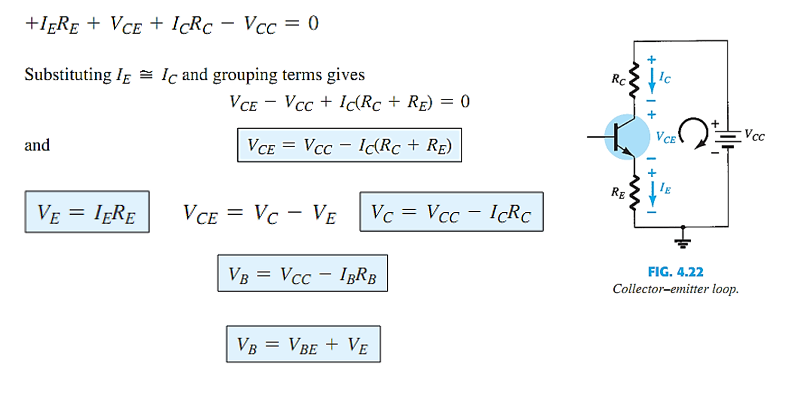 +I_E R_E + V_CE + I_C R_C − V_CC = 0
Substituting I_E ≅ I_C and grouping terms gives
V_CE − V_CC + I_C(R_C + R_E) = 0
and
V_CE = V_CC − I_C(R_C + R_E)
V_E = I_E R_E
V_CE = V_C − V_E
V_C = V_CC − I_C R_C
V_B = V_CC − I_B R_B
V_B = V_BE + V_E
+
R_C
I_C
−
+
V_CE
+
V_CC
−
−
+
R_E
I_E
−
FIG. 4.22
Collector–emitter loop.